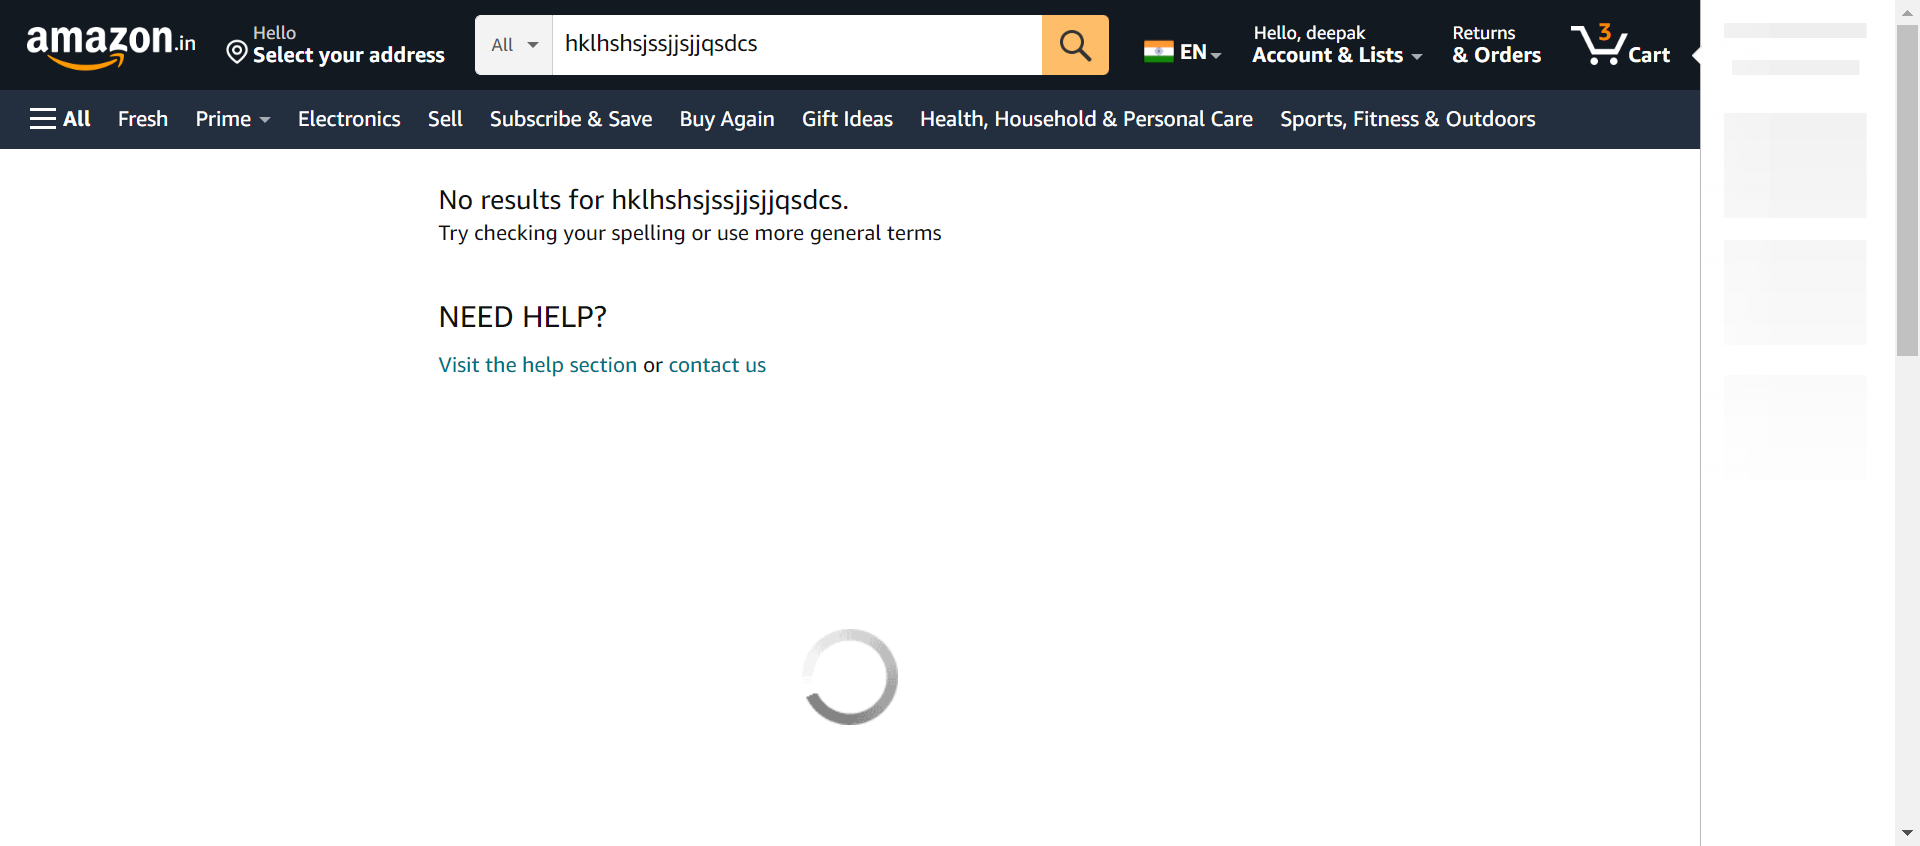 amazon.in
Hello
Select your address
All
hklhshsjssjjsjjqsdcs
EN
Hello, deepak
Account & Lists
Returns
& Orders
3
Cart
All Fresh Prime Electronics Sell Subscribe & Save Buy Again Gift Ideas Health, Household & Personal Care Sports, Fitness & Outdoors
No results for hklhshsjssjjsjjqsdcs.
Try checking your spelling or use more general terms
NEED HELP?
Visit the help section or contact us